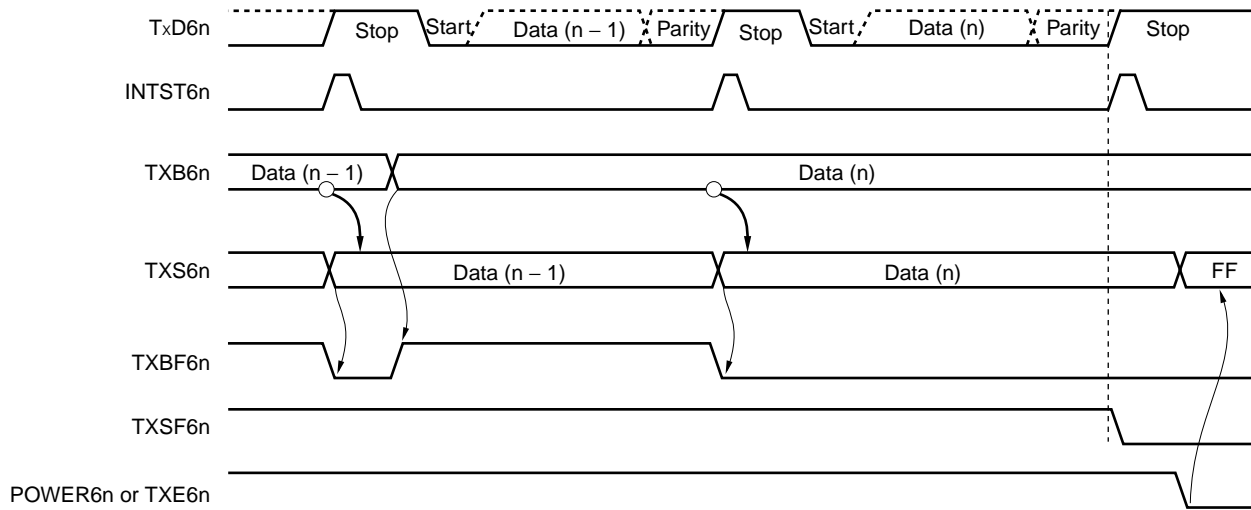 TxD6n Stop Start Data (n − 1) Parity Stop Start Data (n) Parity Stop
INTST6n
TXB6n Data (n − 1) Data (n)
TXS6n Data (n − 1) Data (n) FF
TXBF6n
TXSF6n
POWER6n or TXE6n